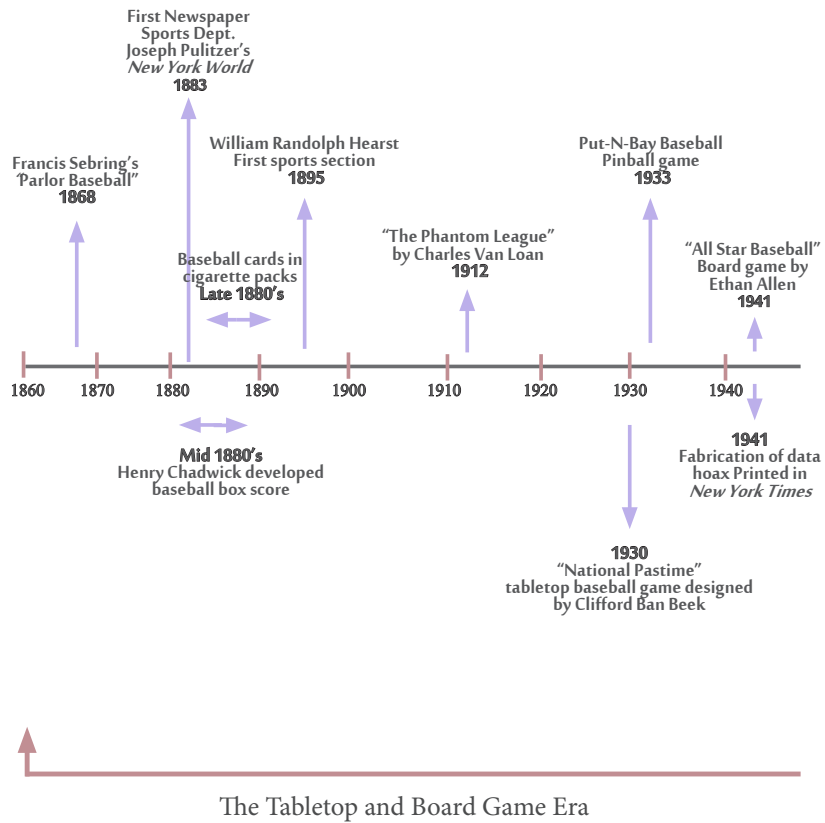 First Newspaper
Sports Dept.
Joseph Pulitzer’s
New York World
1883
William Randolph Hearst
First sports section
1895
Put-N-Bay Baseball
Pinball game
1933
Francis Sebring’s
“Parlor Baseball”
1868
“The Phantom League”
by Charles Van Loan
1912
“All Star Baseball”
Board game by
Ethan Allen
1941
Baseball cards in
cigarette packs
Late 1880’s
1860 1870 1880 1890 1900 1910 1920 1930 1940
Mid 1880’s
Henry Chadwick developed
baseball box score
1941
Fabrication of data
hoax Printed in
New York Times
1930
“National Pastime”
tabletop baseball game designed
by Clifford Ban Beek
The Tabletop and Board Game Era